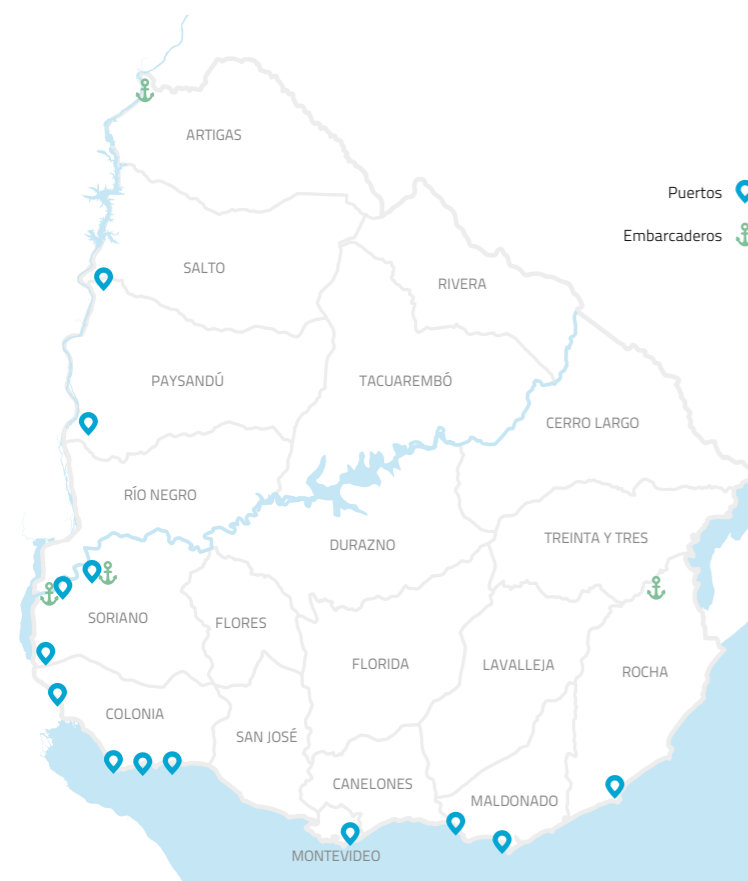 ARTIGAS
Puertos
Embarcaderos
SALTO
RIVERA
PAYSANDÚ
TACUAREMBÓ
CERRO LARGO
RÍO NEGRO
DURAZNO
TREINTA Y TRES
SORIANO
FLORES
FLORIDA
LAVALLEJA
ROCHA
COLONIA
SAN JOSÉ
CANELONES
MALDONADO
MONTEVIDEO